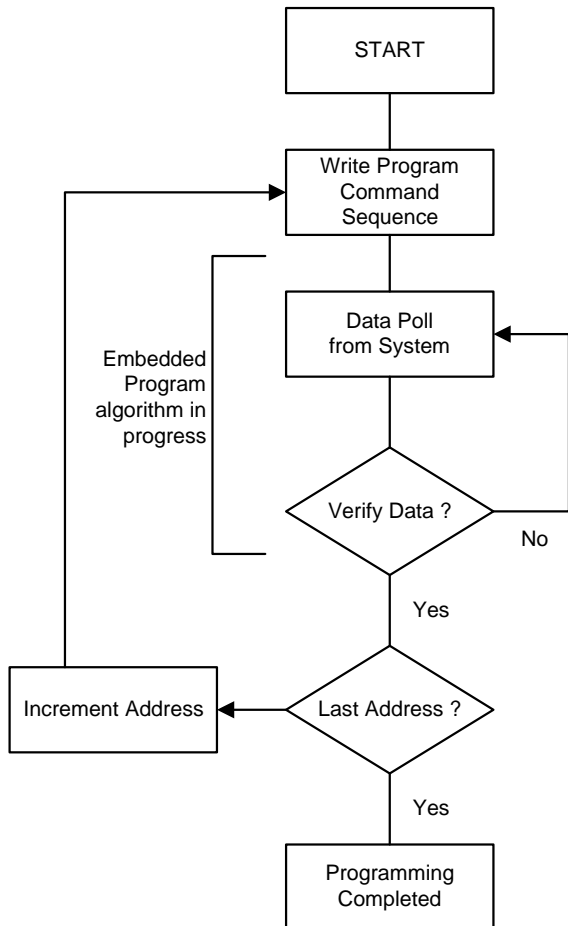 START
Write Program
Command
Sequence
Data Poll
from System
Embedded
Program
algorithm in
progress
Verify Data ?
No
Yes
Increment Address
Last Address ?
Yes
Programming
Completed